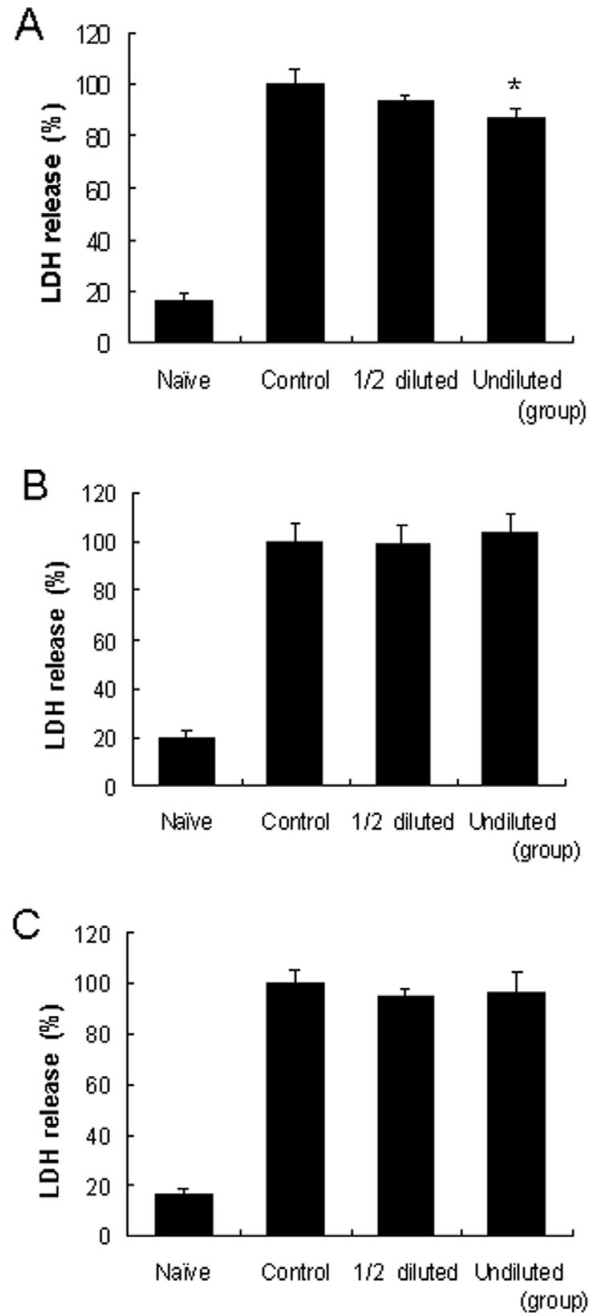 A
LDH release (%)
120
100
80
60
40
20
0
*
Naïve Control 1/2 diluted Undiluted
(group)
B
LDH release (%)
120
100
80
60
40
20
0
Naïve Control 1/2 diluted Undiluted
(group)
C
LDH release (%)
120
100
80
60
40
20
0
Naïve Control 1/2 diluted Undiluted
(group)